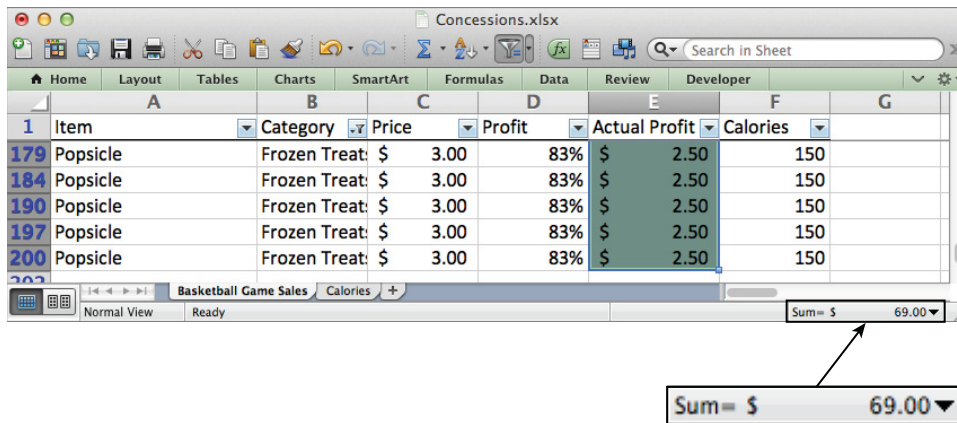 Concessions.xlsx
fx Search in Sheet
Home Layout Tables Charts SmartArt Formulas Data Review Developer
A B C D E F G
1 Item Category Price Profit Actual Profit Calories
179 Popsicle Frozen Treat $ 3.00 83% $ 2.50 150
184 Popsicle Frozen Treat $ 3.00 83% $ 2.50 150
190 Popsicle Frozen Treat $ 3.00 83% $ 2.50 150
197 Popsicle Frozen Treat $ 3.00 83% $ 2.50 150
200 Popsicle Frozen Treat $ 3.00 83% $ 2.50 150
Basketball Game Sales Calories +
Normal View Ready Sum= $ 69.00
Sum= $ 69.00